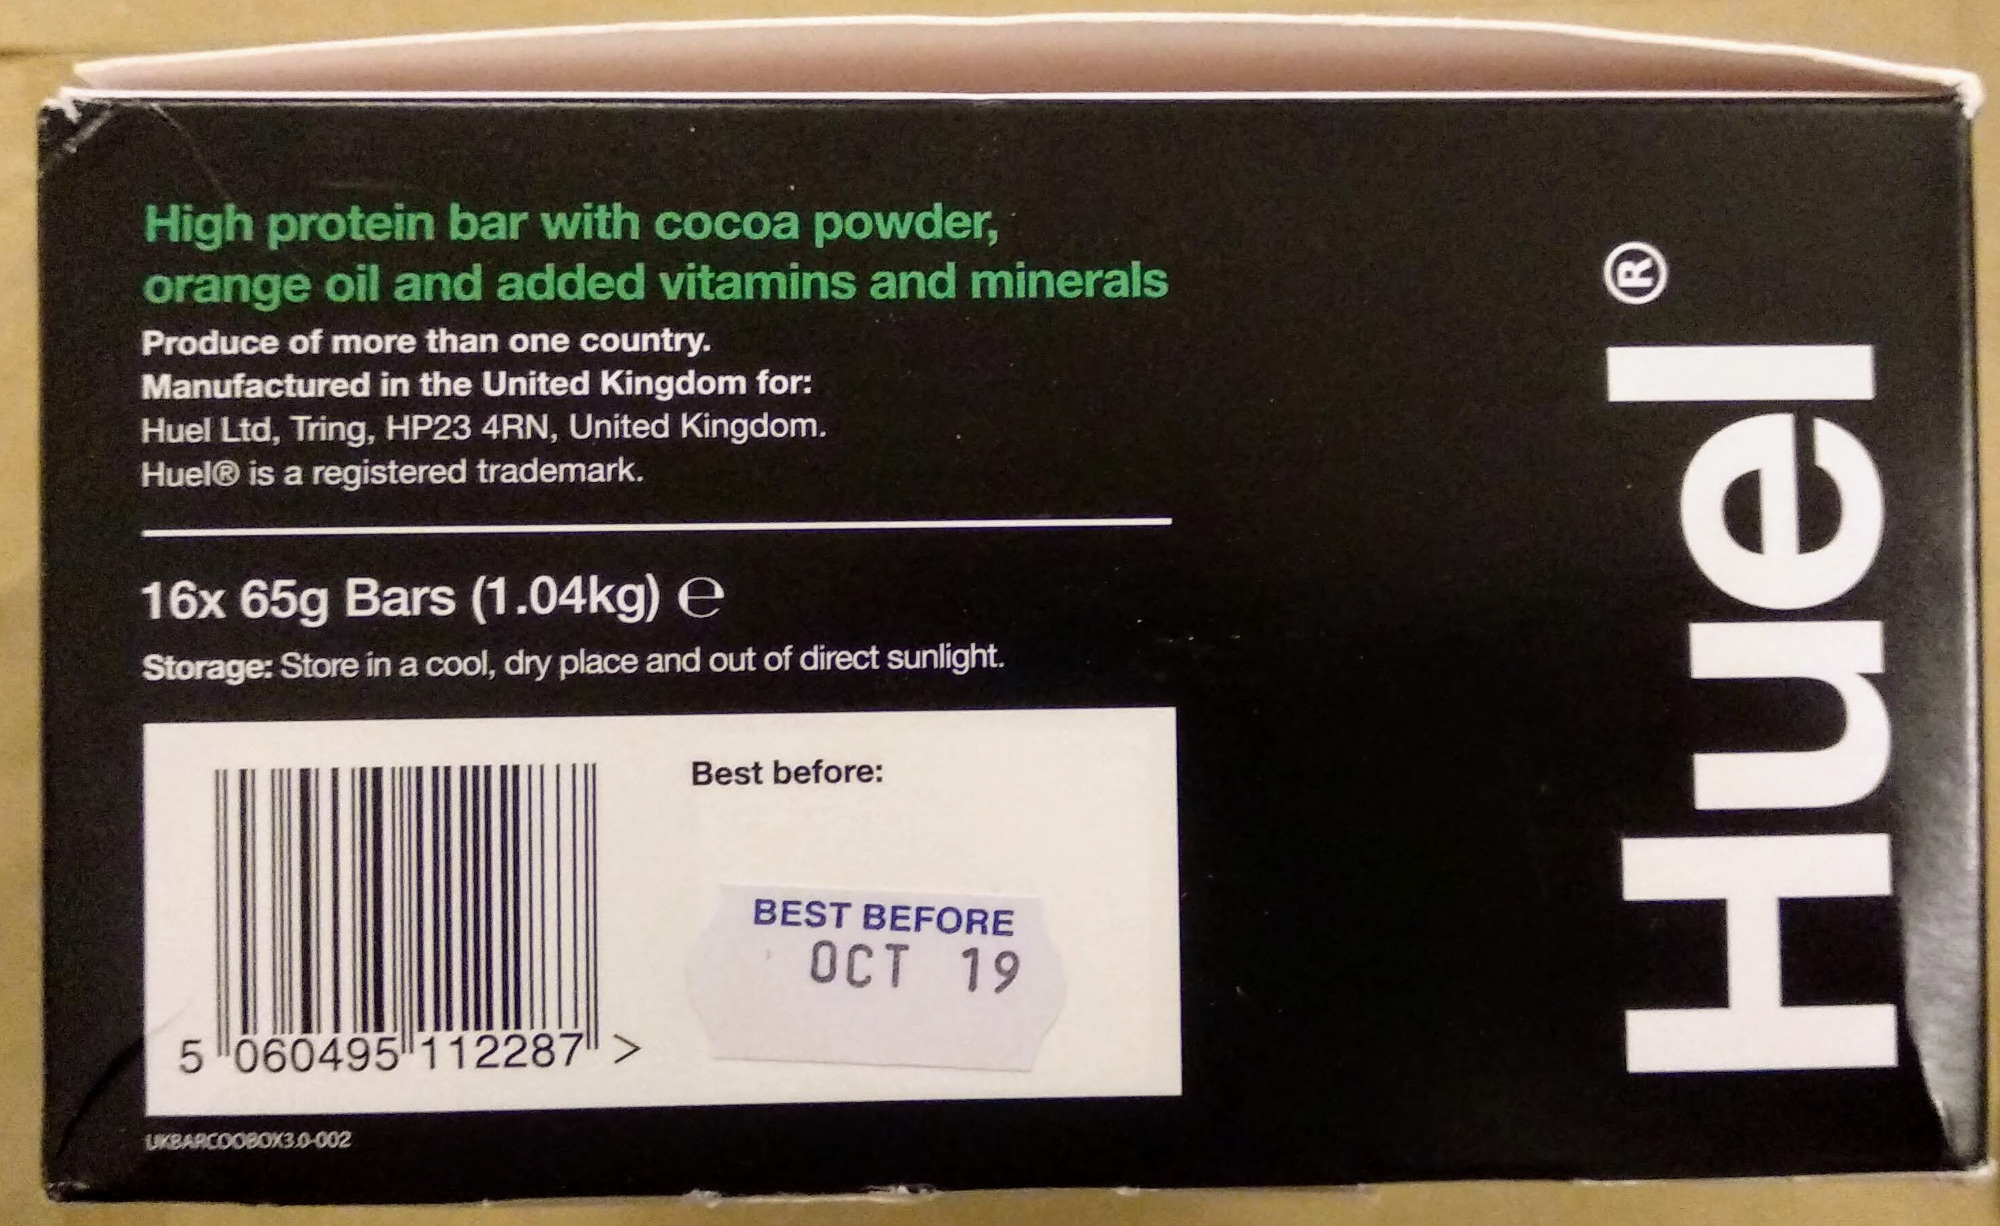 High protein bar with cocoa powder,
orange oil and added vitamins and minerals
Produce of more than one country.
Manufactured in the United Kingdom for:
Huel Ltd, Tring, HP23 4RN, United Kingdom.
Huel® is a registered trademark.
16x 65g Bars (1.04kg) ℮
Storage: Store in a cool, dry place and out of direct sunlight.
Best before:
BEST BEFORE
OCT 19
5 060495 112287 >
UKBARCOOBOX3.0-002
Huel®